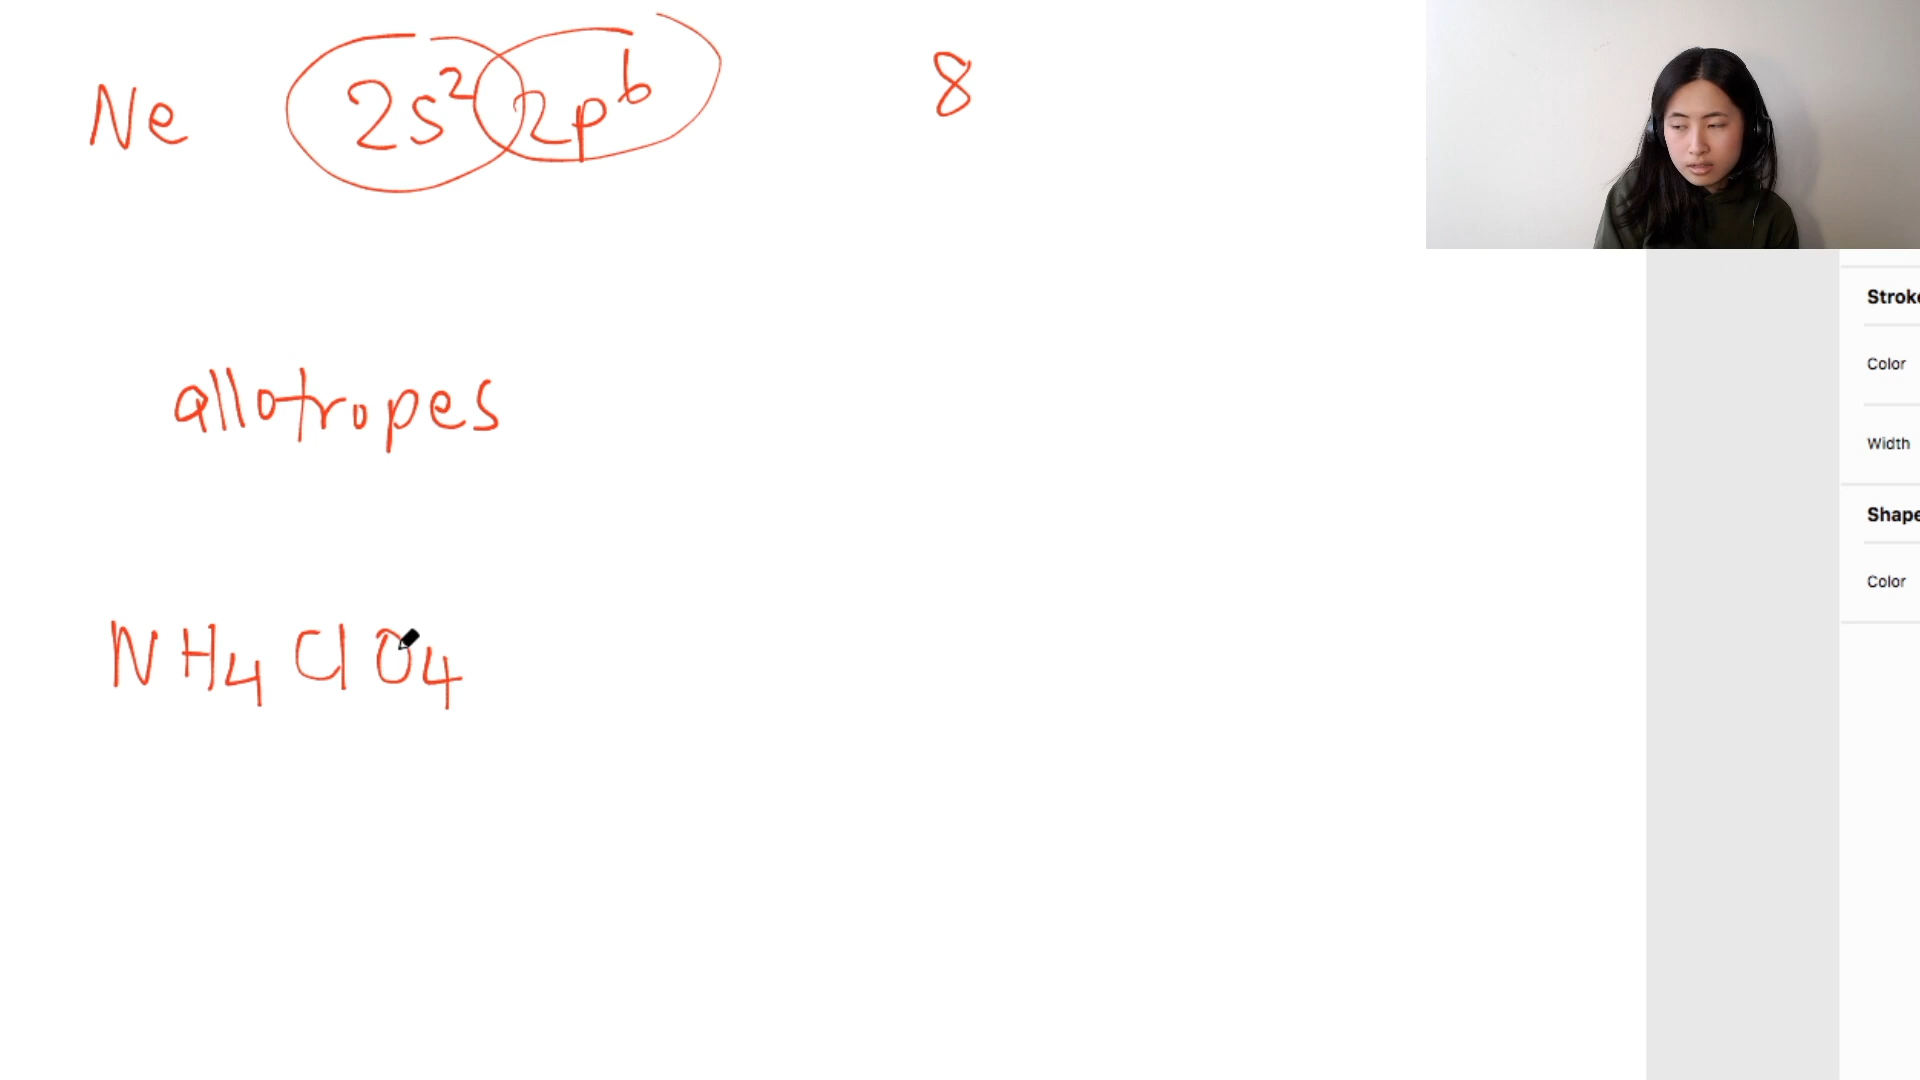 Ne 2s² 2p⁶ 8
allotropes
NH₄ClO₄
Stroke
Color
Width
Shape
Color